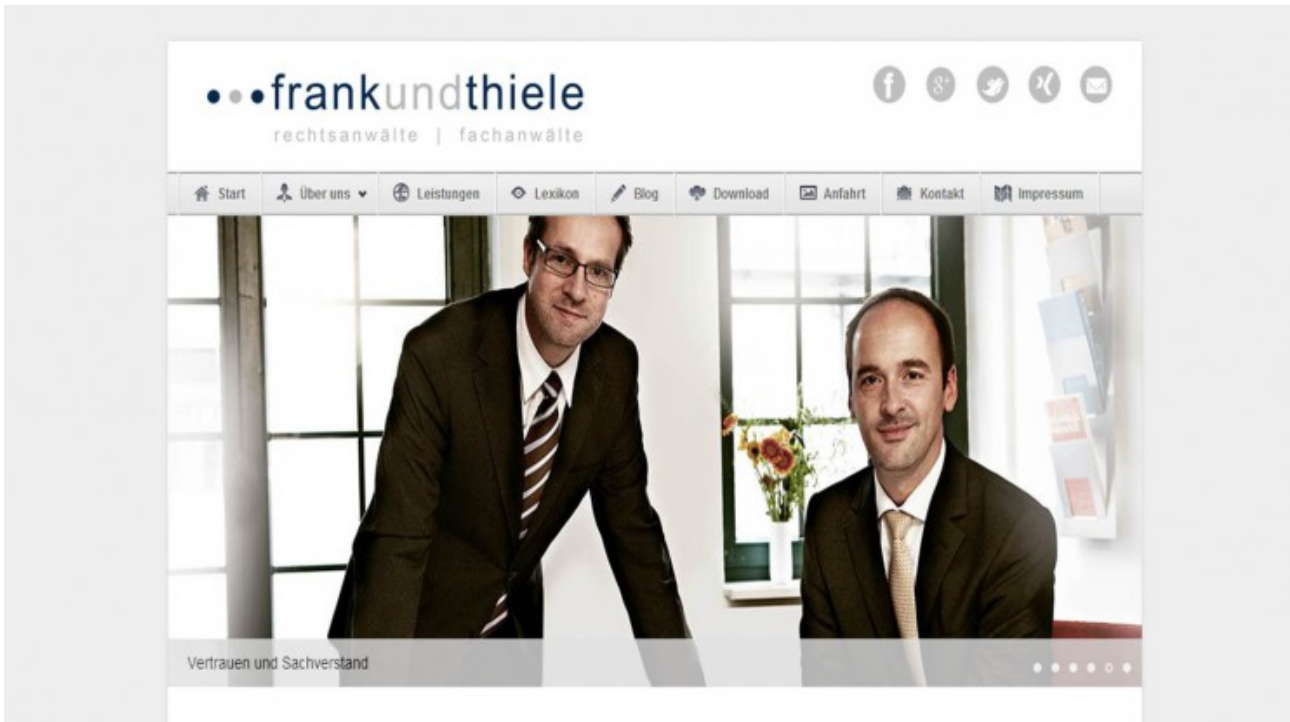 frankundthiele
rechtsanwälte | fachanwälte
Start Über uns Leistungen Lexikon Blog Download Anfahrt Kontakt Impressum
Vertrauen und Sachverstand